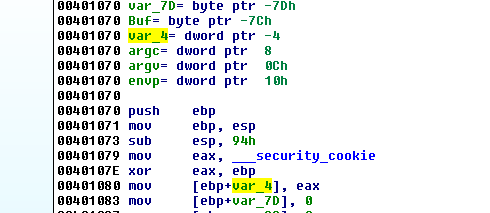 00401070 var_7D= byte ptr -7Dh
00401070 Buf= byte ptr -7Ch
00401070 var_4= dword ptr -4
00401070 argc= dword ptr  8
00401070 argv= dword ptr  0Ch
00401070 envp= dword ptr  10h
00401070
00401070 push    ebp
00401071 mov     ebp, esp
00401073 sub     esp, 94h
00401079 mov     eax, ___security_cookie
0040107E xor     eax, ebp
00401080 mov     [ebp+var_4], eax
00401083 mov     [ebp+var_7D], 0